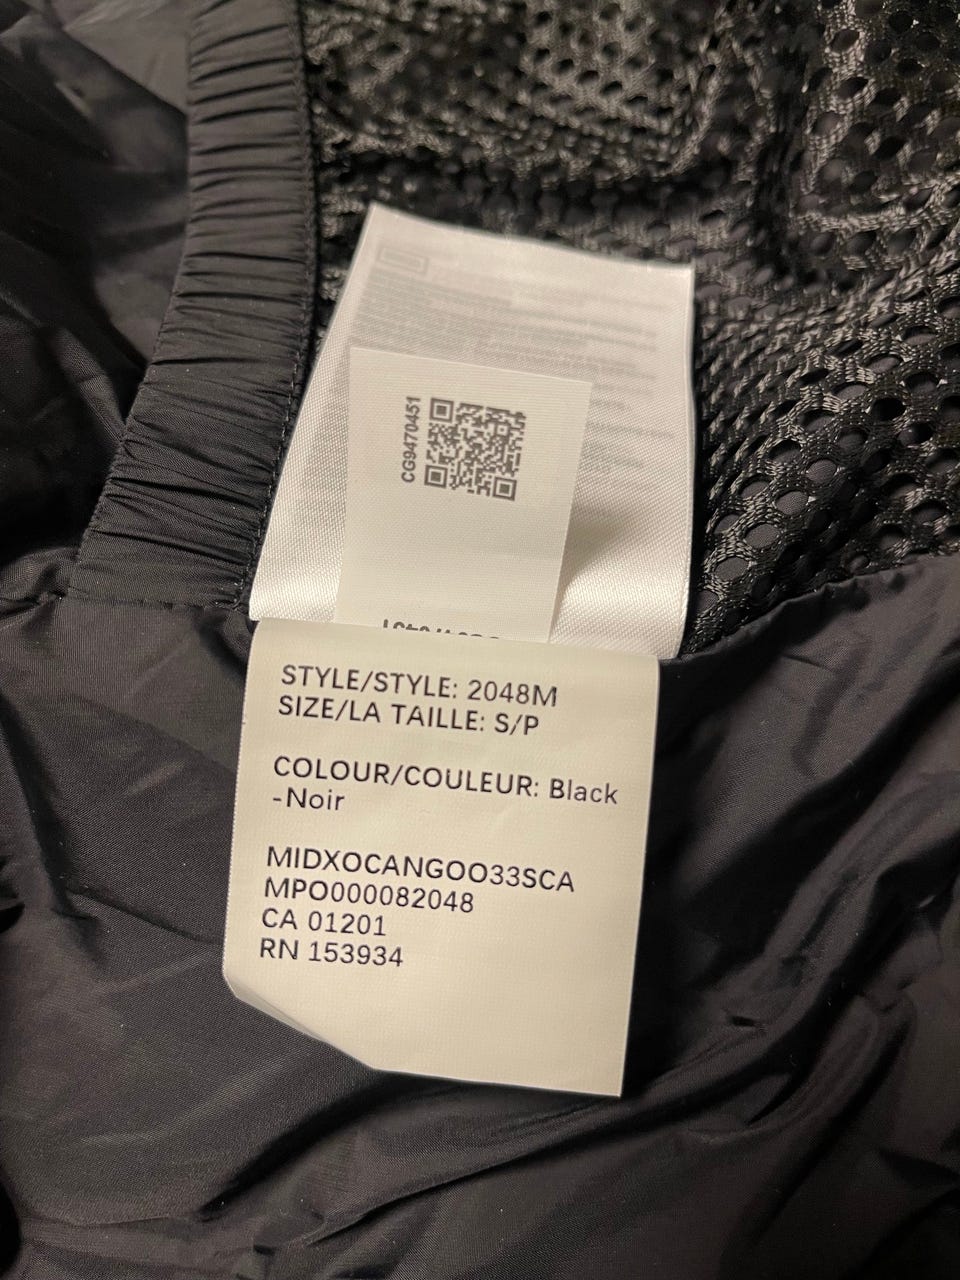 CG9470451
STYLE/STYLE: 2048M
SIZE/LA TAILLE: S/P
COLOUR/COULEUR: Black
-Noir
MIDXOCANGOO33SCA
MPO000082048
CA 01201
RN 153934